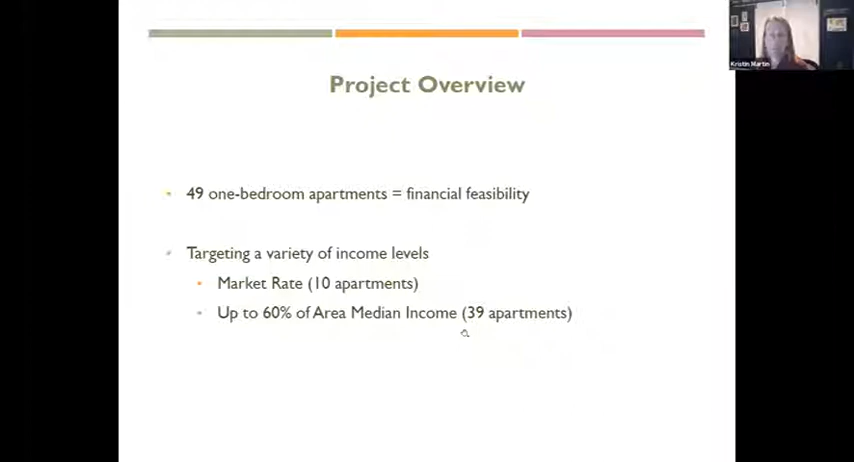 Kristin Martin
Project Overview
49 one-bedroom apartments = financial feasibility
Targeting a variety of income levels
Market Rate (10 apartments)
Up to 60% of Area Median Income (39 apartments)